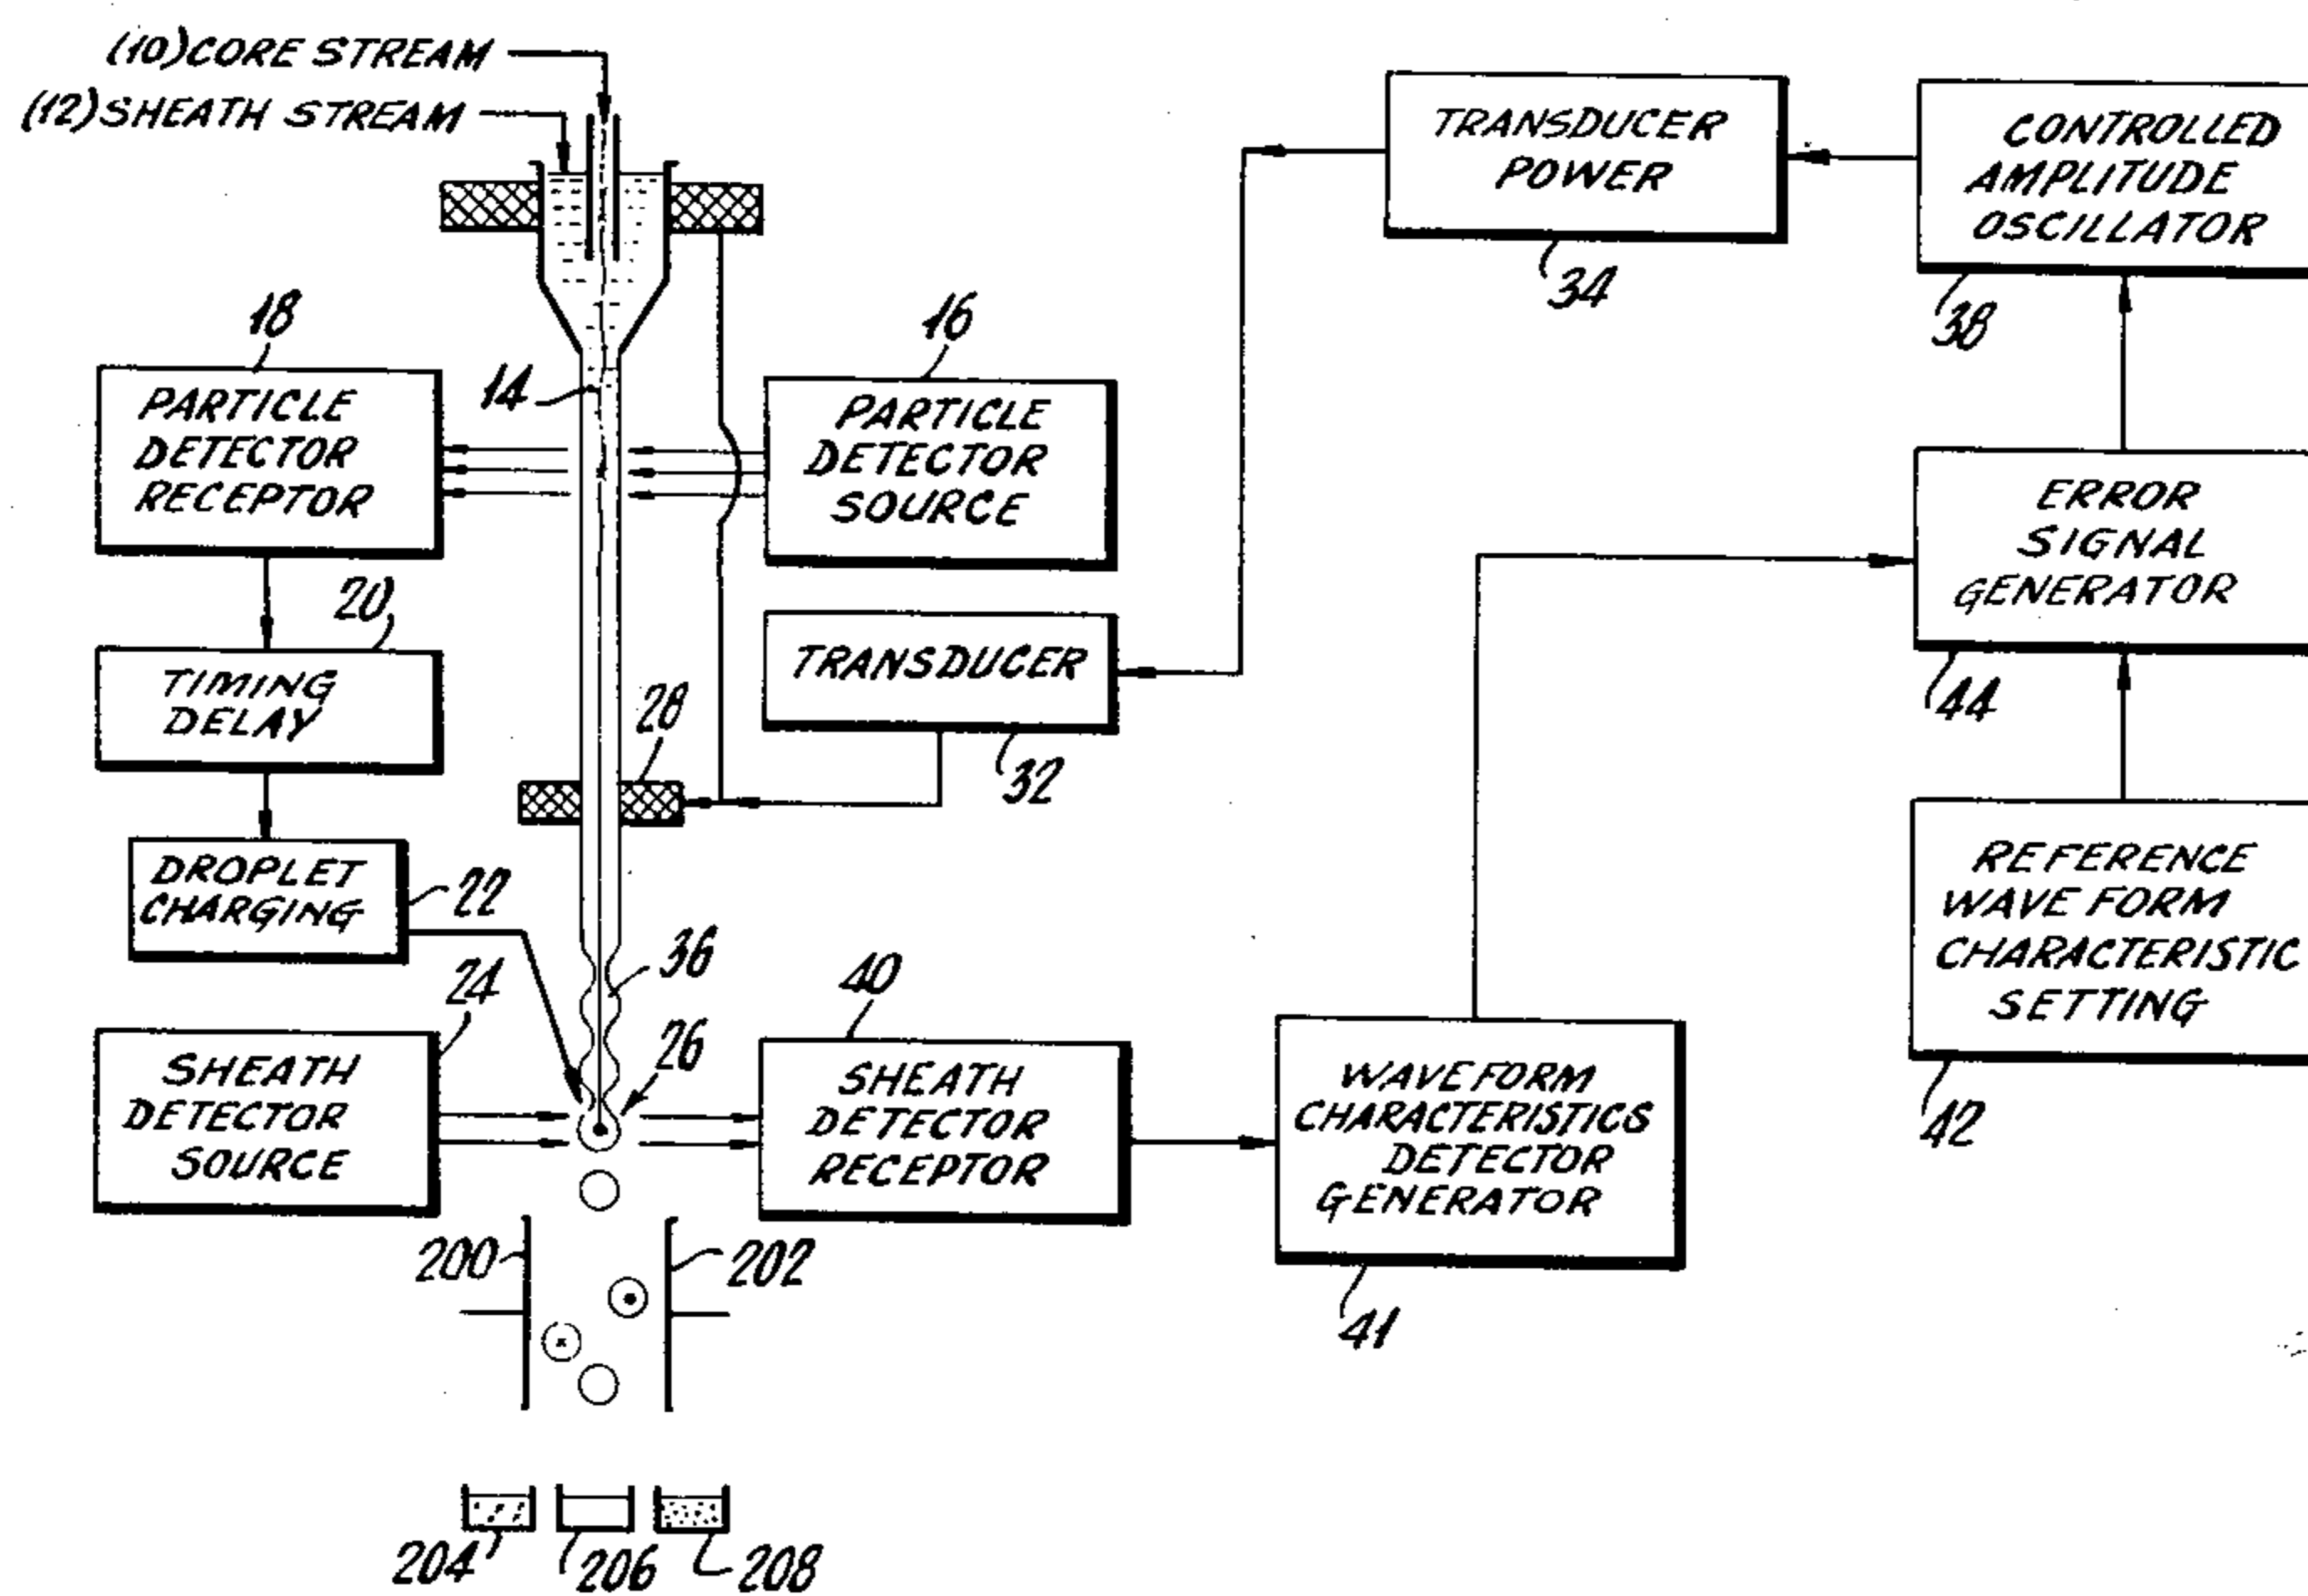 (10) CORE STREAM
(12) SHEATH STREAM
TRANSDUCER
POWER
34
CONTROLLED
AMPLITUDE
OSCILLATOR
38
18
PARTICLE
DETECTOR
RECEPTOR
14
16
PARTICLE
DETECTOR
SOURCE
ERROR
SIGNAL
GENERATOR
44
20
TIMING
DELAY
28
TRANSDUCER
32
DROPLET
CHARGING
22
REFERENCE
WAVE FORM
CHARACTERISTIC
SETTING
42
24
SHEATH
DETECTOR
SOURCE
36
26
40
SHEATH
DETECTOR
RECEPTOR
WAVE FORM
CHARACTERISTICS
DETECTOR
GENERATOR
41
200
202
204
206
208